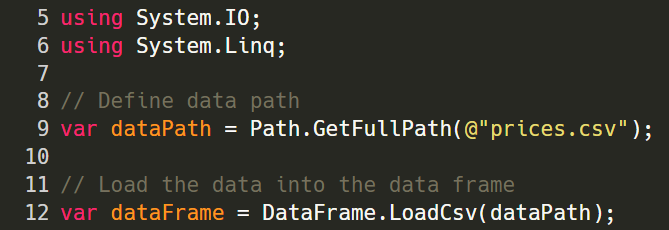 5 using System.IO;
6 using System.Linq;
7
8 // Define data path
9 var dataPath = Path.GetFullPath(@"prices.csv");
10
11 // Load the data into the data frame
12 var dataFrame = DataFrame.LoadCsv(dataPath);